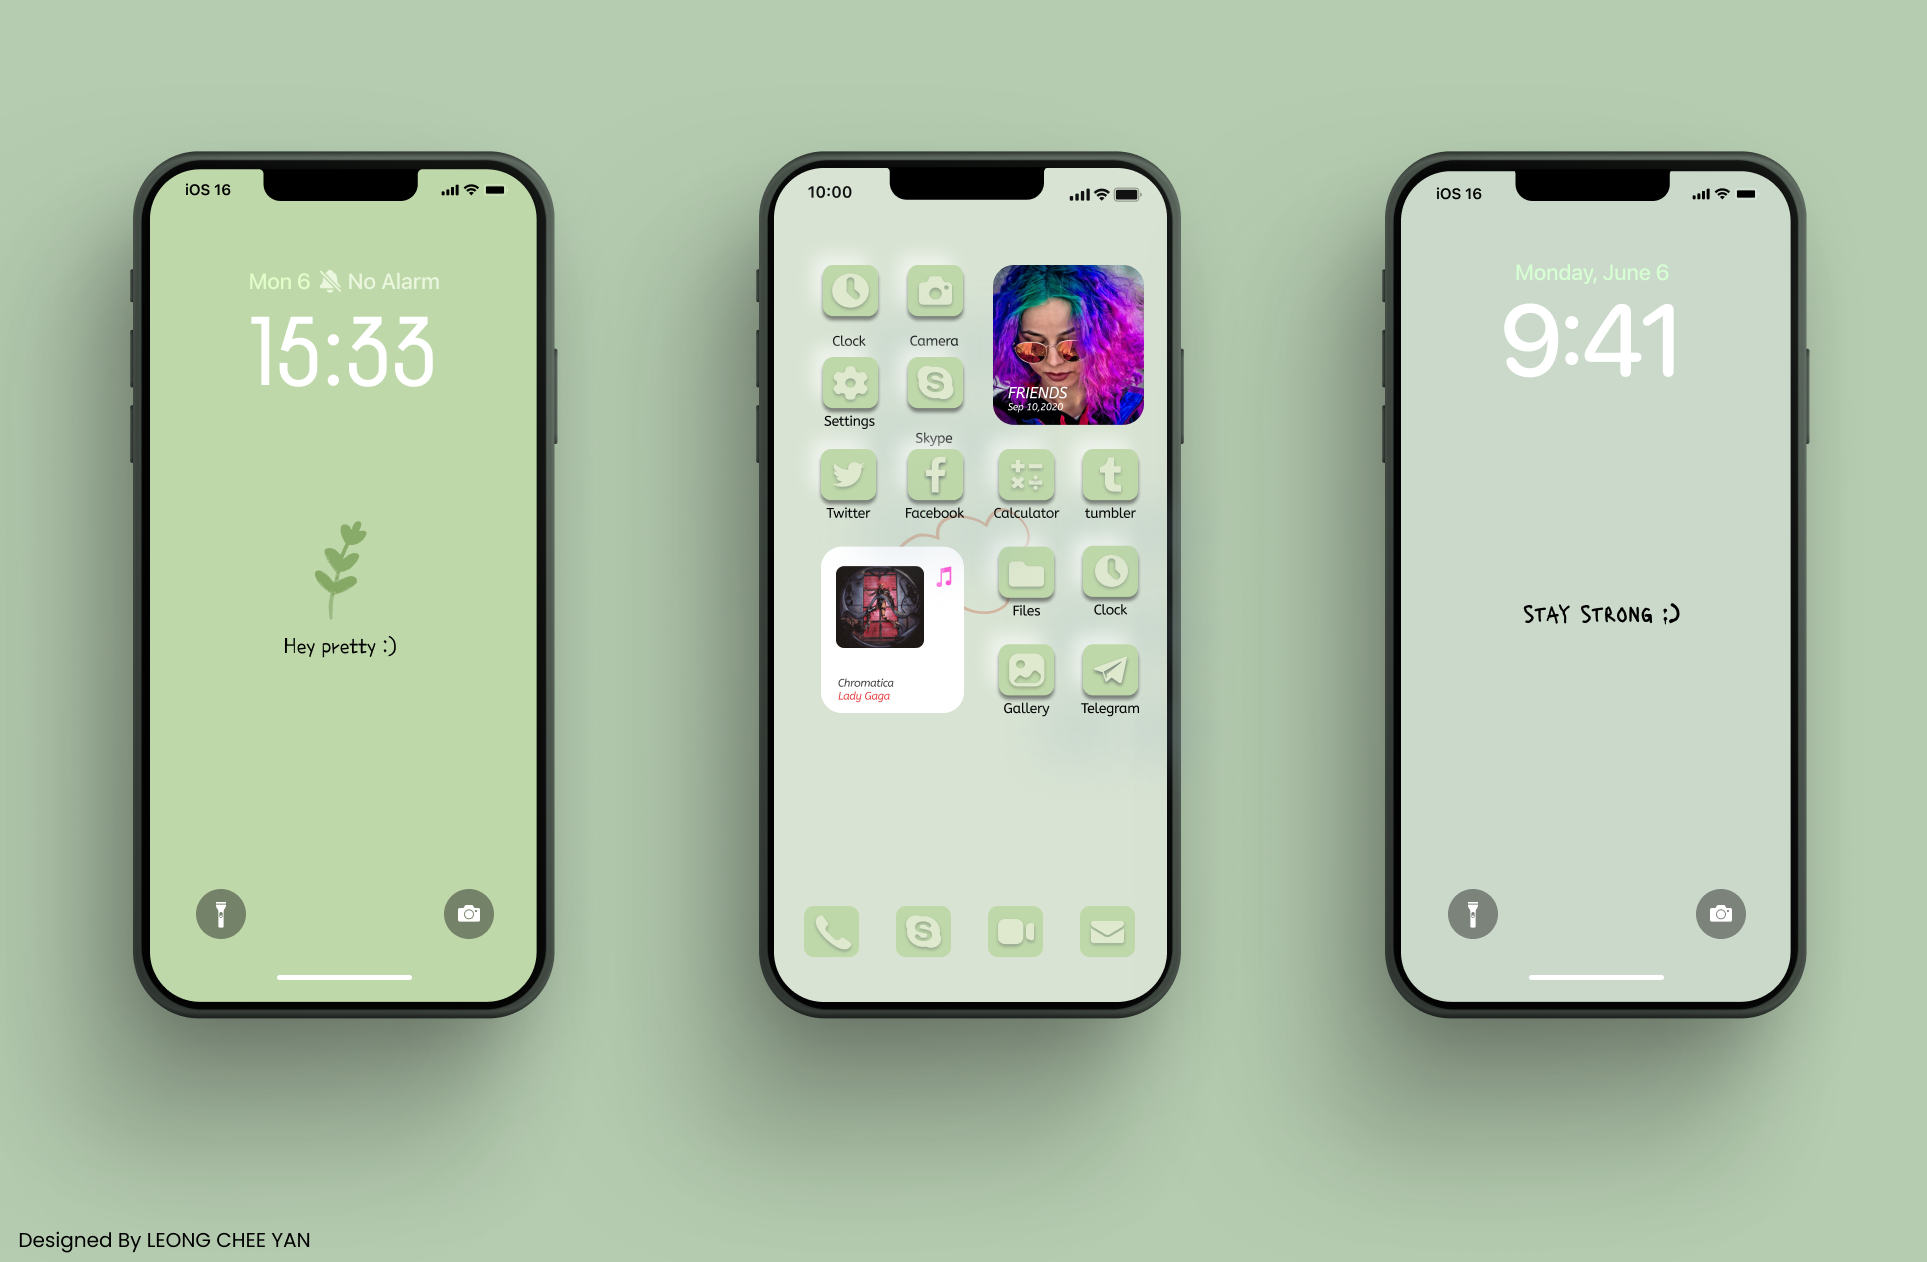 iOS 16
Mon 6 No Alarm
15:33
Hey pretty :)
10:00
Clock Camera
Settings
Skype
FRIENDS
Sep 10,2020
Twitter Facebook Calculator tumbler
Files Clock
Chromatica
Lady Gaga
Gallery Telegram
iOS 16
Monday, June 6
9:41
STAY STRONG ;)
Designed By LEONG CHEE YAN